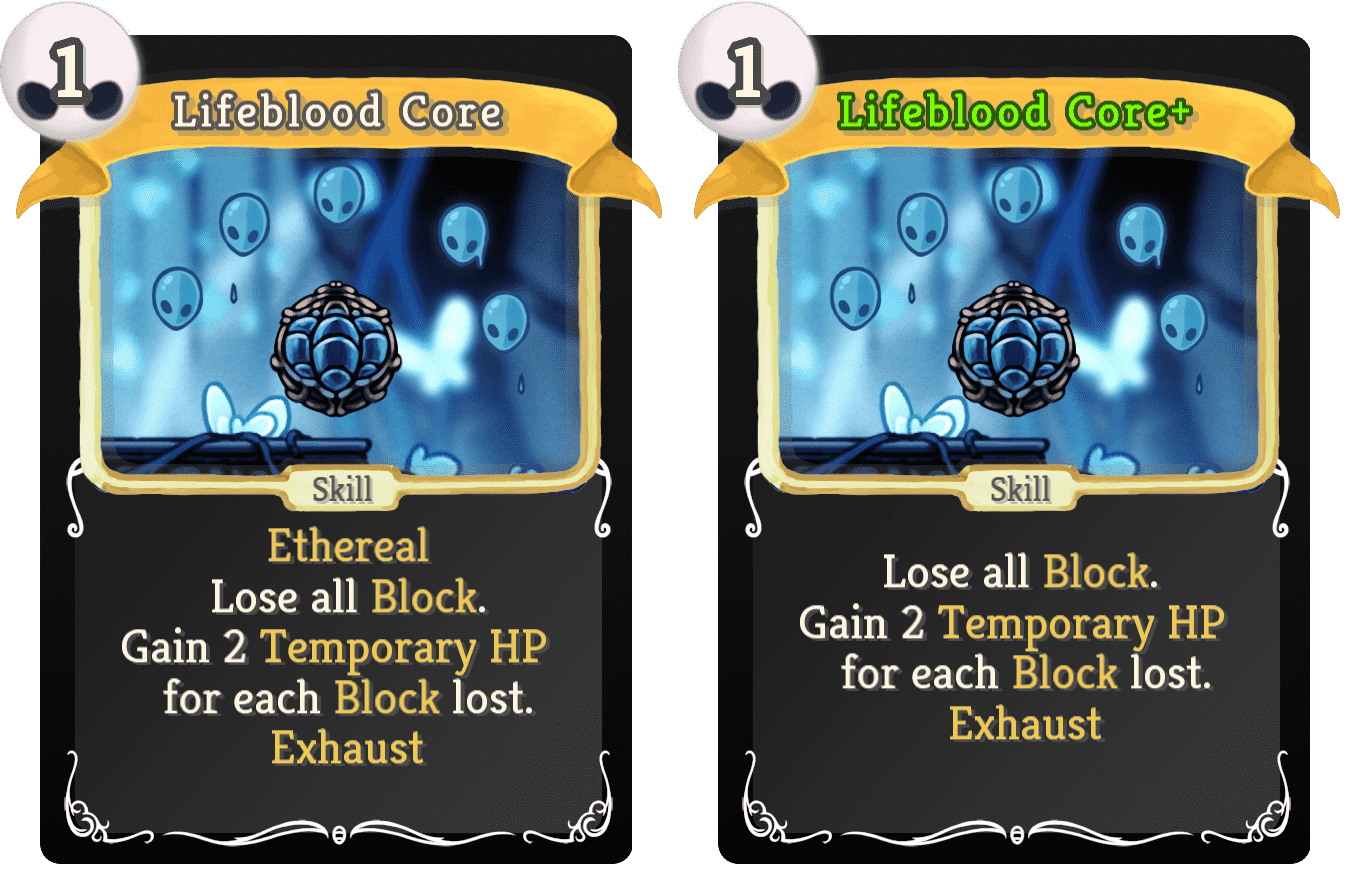 1
Lifeblood Core
Skill
Ethereal
Lose all Block.
Gain 2 Temporary HP
for each Block lost.
Exhaust
1
Lifeblood Core+
Skill
Lose all Block.
Gain 2 Temporary HP
for each Block lost.
Exhaust